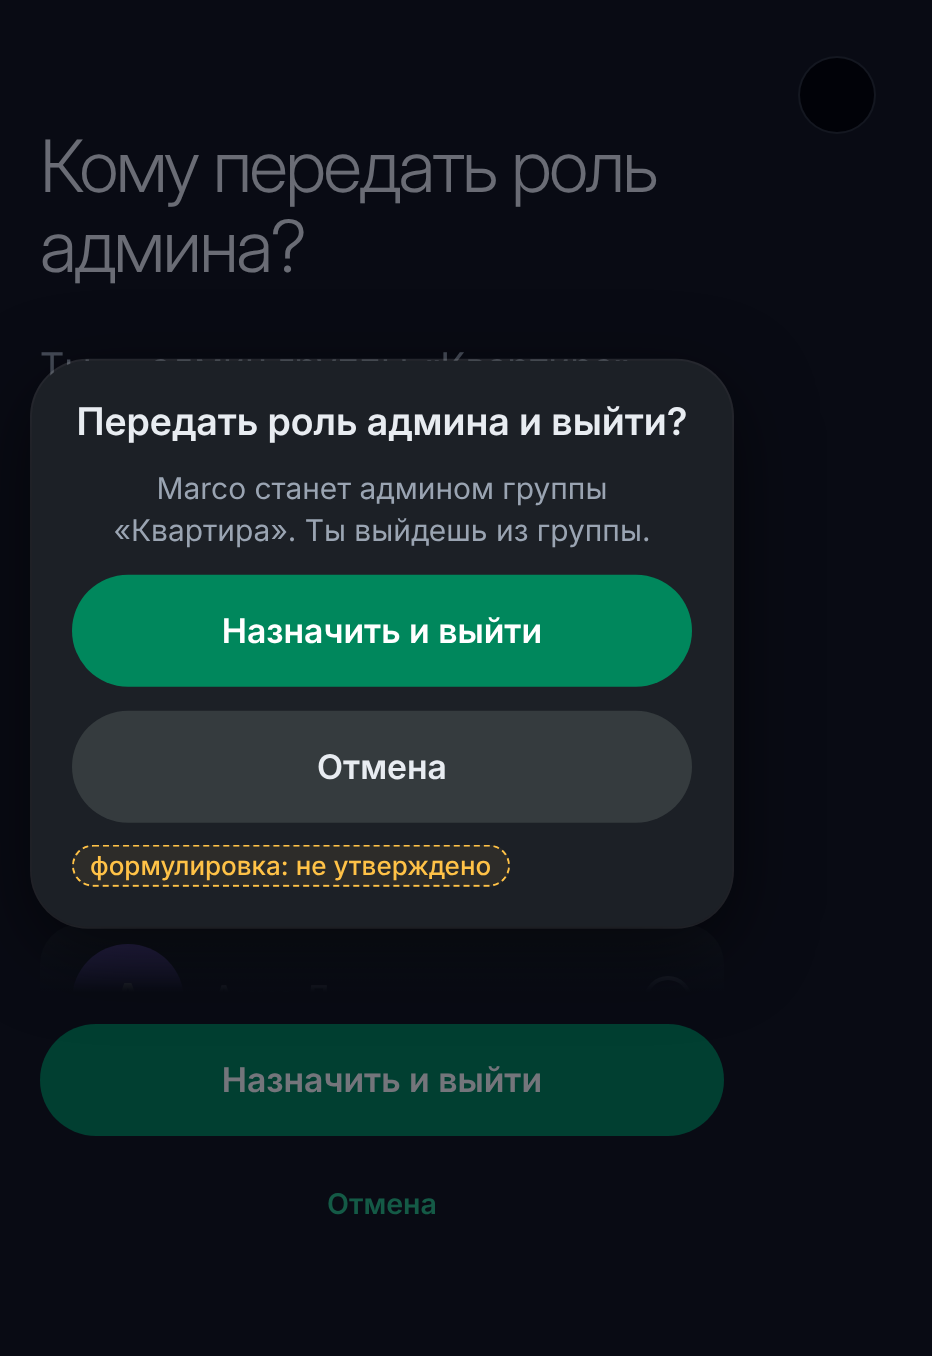 Кому передать роль
админа?
Передать роль админа и выйти?
Marco станет админом группы
«Квартира». Ты выйдешь из группы.
Назначить и выйти
Отмена
формулировка: не утверждено
Назначить и выйти
Отмена